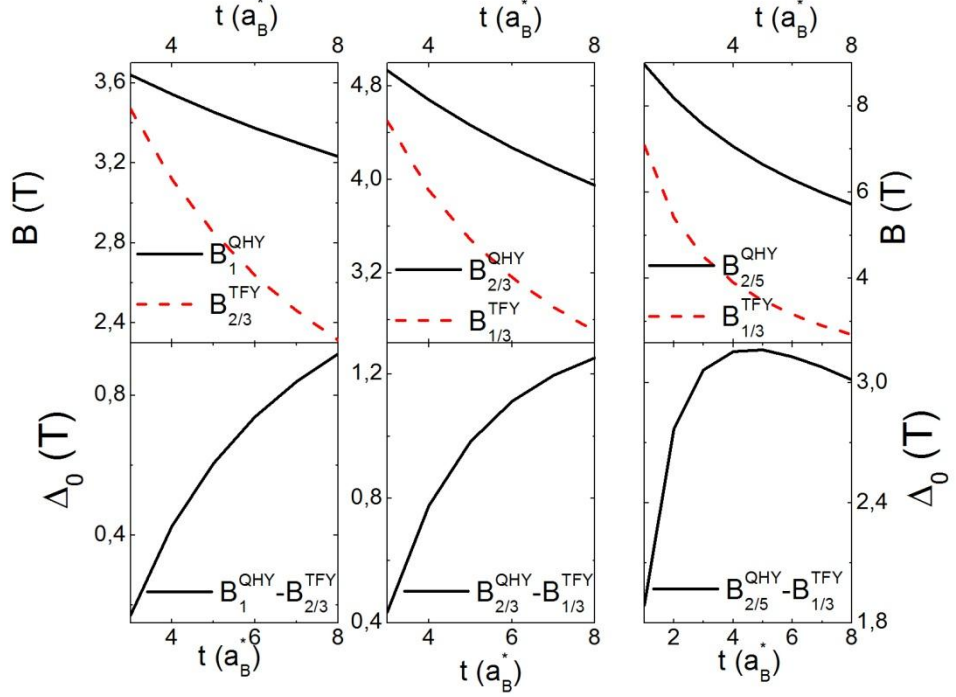 t (a*B) t (a*B) t (a*B)
4 6 8 4 6 8 4 8
B (T)
3,6
3,2
2,8
2,4
B1QHY
B2/3TFY
4,8
4,0
3,2
B2/3QHY
B1/3TFY
8
6
4
B (T)
B2/5QHY
B1/3TFY
Δ0 (T)
0,8
0,4
B1QHY-B2/3TFY
1,2
0,8
0,4
B2/3QHY-B1/3TFY
3,0
2,4
1,8
Δ0 (T)
B2/5QHY-B1/3TFY
4 6 8 4 6 8 2 4 6 8
t (a*B) t (a*B) t (a*B)